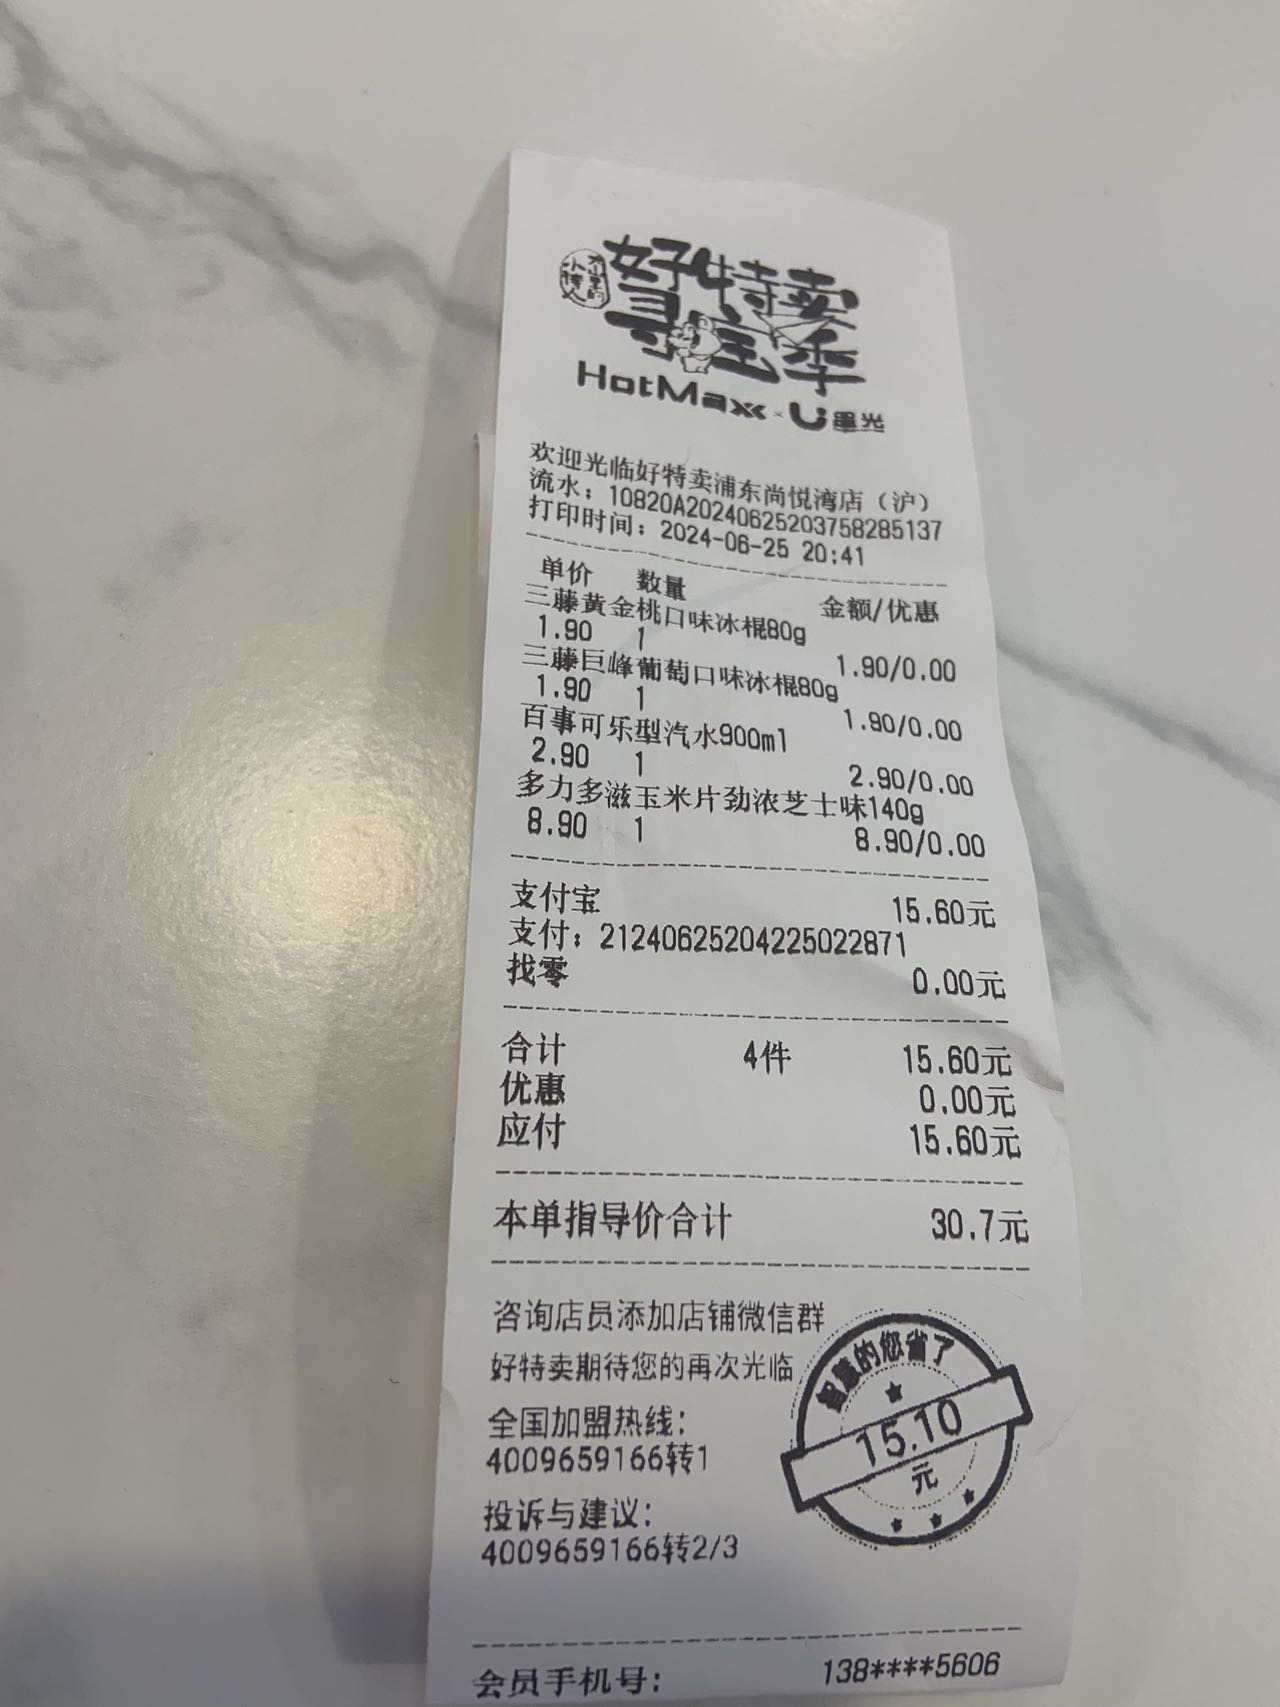 好特卖
寻宝季
HotMaxx × U 星光
欢迎光临好特卖浦东尚悦湾店（沪）
流水：10820A20240625203758285137
打印时间：2024-06-25 20:41
单价 数量 金额/优惠
三藤黄金桃口味冰棍80g
1.90 1 1.90/0.00
三藤巨峰葡萄口味冰棍80g
1.90 1 1.90/0.00
百事可乐型汽水900ml
2.90 1 2.90/0.00
多力多滋玉米片劲浓芝士味140g
8.90 1 8.90/0.00
支付宝 15.60元
支付：21240625204225022871
找零 0.00元
合计 4件 15.60元
优惠 0.00元
应付 15.60元
本单指导价合计 30.7元
咨询店员添加店铺微信群
好特卖期待您的再次光临
全国加盟热线：
4009659166转1
投诉与建议：
4009659166转2/3
智慧的您省了
15.10
元
会员手机号： 138****5606